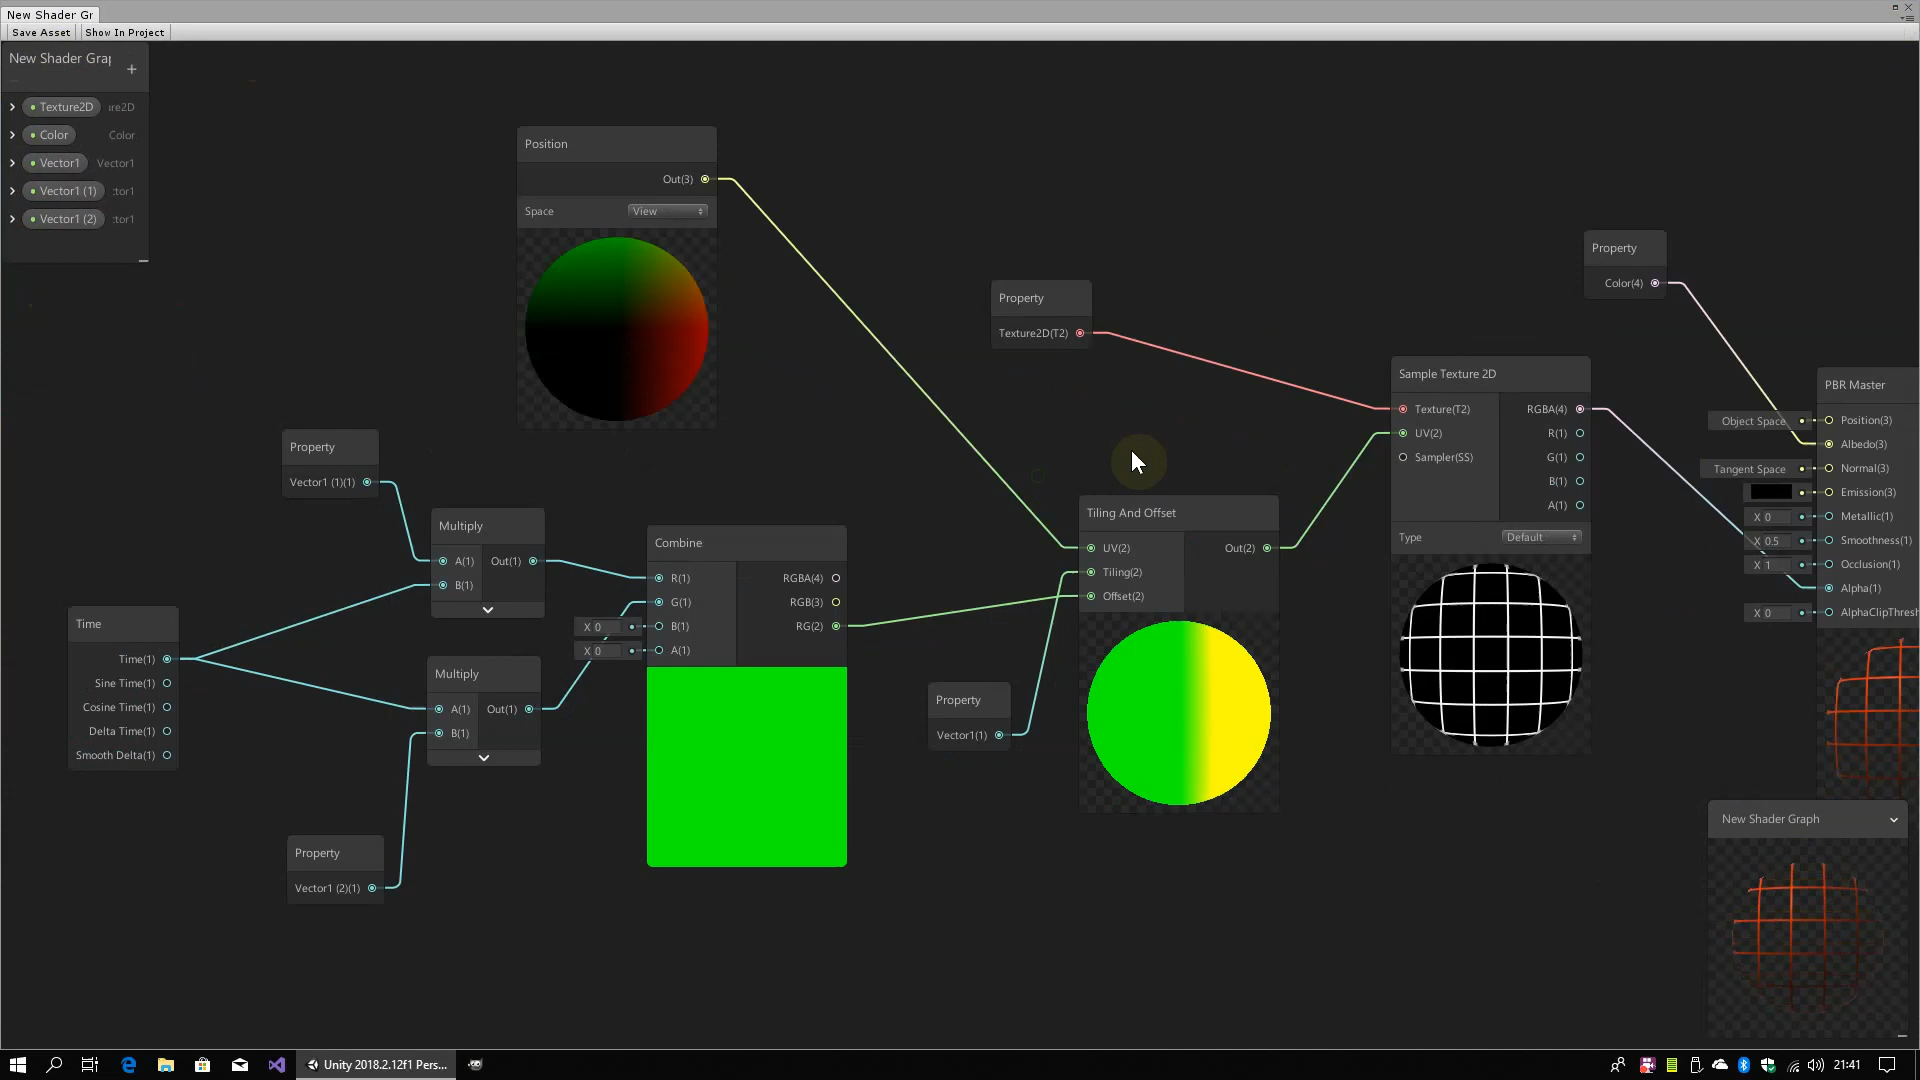 New Shader Gr
Save Asset
Show In Project
New Shader Gra
+
Texture2D
ıre2D
Color
Color
Vector1
Vector1
Vector1 (1)
:tor1
Vector1 (2)
:tor1
Position
Out(3)
Space
View
Property
Texture2D(T2)
Property
Color(4)
Sample Texture 2D
Texture(T2)
RGBA(4)
UV(2)
R(1)
Sampler(SS)
G(1)
B(1)
A(1)
Type
Default
PBR Master
Object Space
Position(3)
Albedo(3)
Tangent Space
Normal(3)
Emission(3)
X 0
Metallic(1)
X 0.5
Smoothness(1)
X 1
Occlusion(1)
Alpha(1)
X 0
AlphaClipThresh
Property
Vector1 (1)(1)
Multiply
A(1)
Out(1)
B(1)
Combine
R(1)
RGBA(4)
G(1)
RGB(3)
X 0
B(1)
RG(2)
X 0
A(1)
Tiling And Offset
UV(2)
Out(2)
Tiling(2)
Offset(2)
Time
Time(1)
Sine Time(1)
Cosine Time(1)
Delta Time(1)
Smooth Delta(1)
Multiply
A(1)
Out(1)
B(1)
Property
Vector1(1)
Property
Vector1 (2)(1)
New Shader Graph
Unity 2018.2.12f1 Pers...
21:41